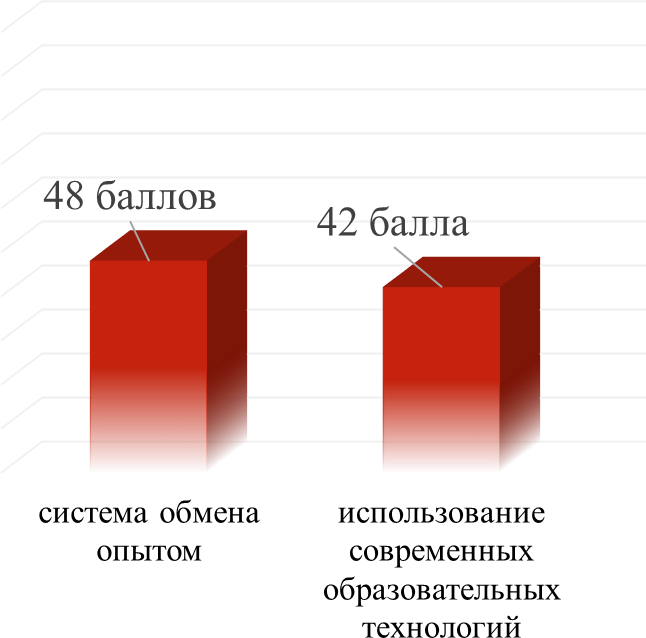 48 баллов
42 балла
система обмена
опытом
использование
современных
образовательных
технологий